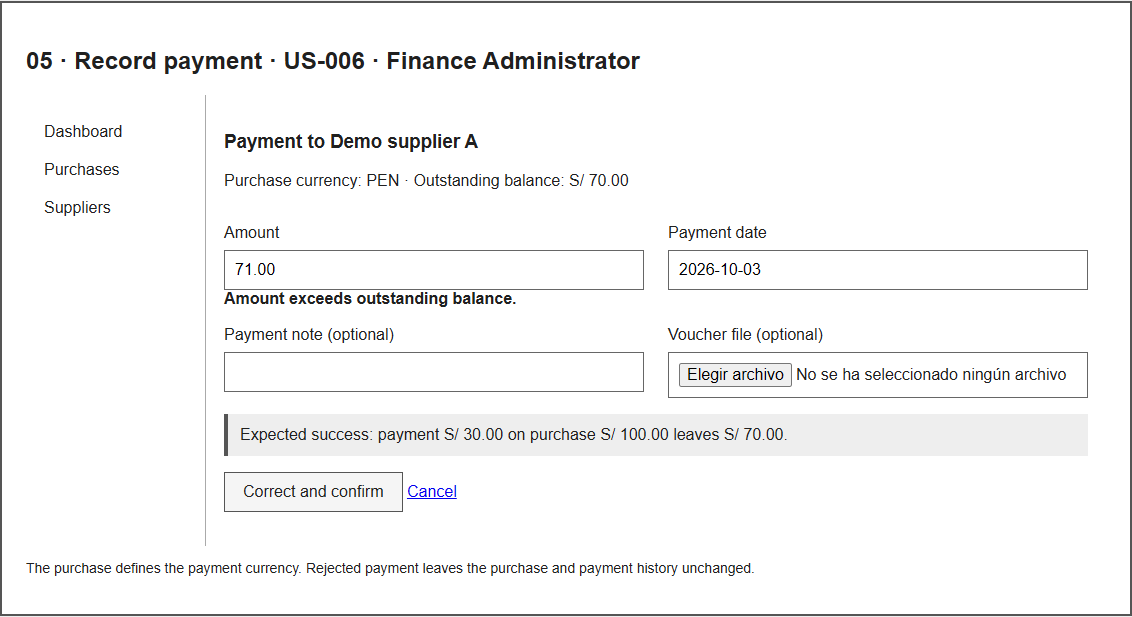 05 · Record payment · US-006 · Finance Administrator
Dashboard
Purchases
Suppliers
Payment to Demo supplier A
Purchase currency: PEN · Outstanding balance: S/ 70.00
Amount
Payment date
71.00
2026-10-03
Amount exceeds outstanding balance.
Payment note (optional)
Voucher file (optional)
Elegir archivo No se ha seleccionado ningún archivo
Expected success: payment S/ 30.00 on purchase S/ 100.00 leaves S/ 70.00.
Correct and confirm Cancel
The purchase defines the payment currency. Rejected payment leaves the purchase and payment history unchanged.